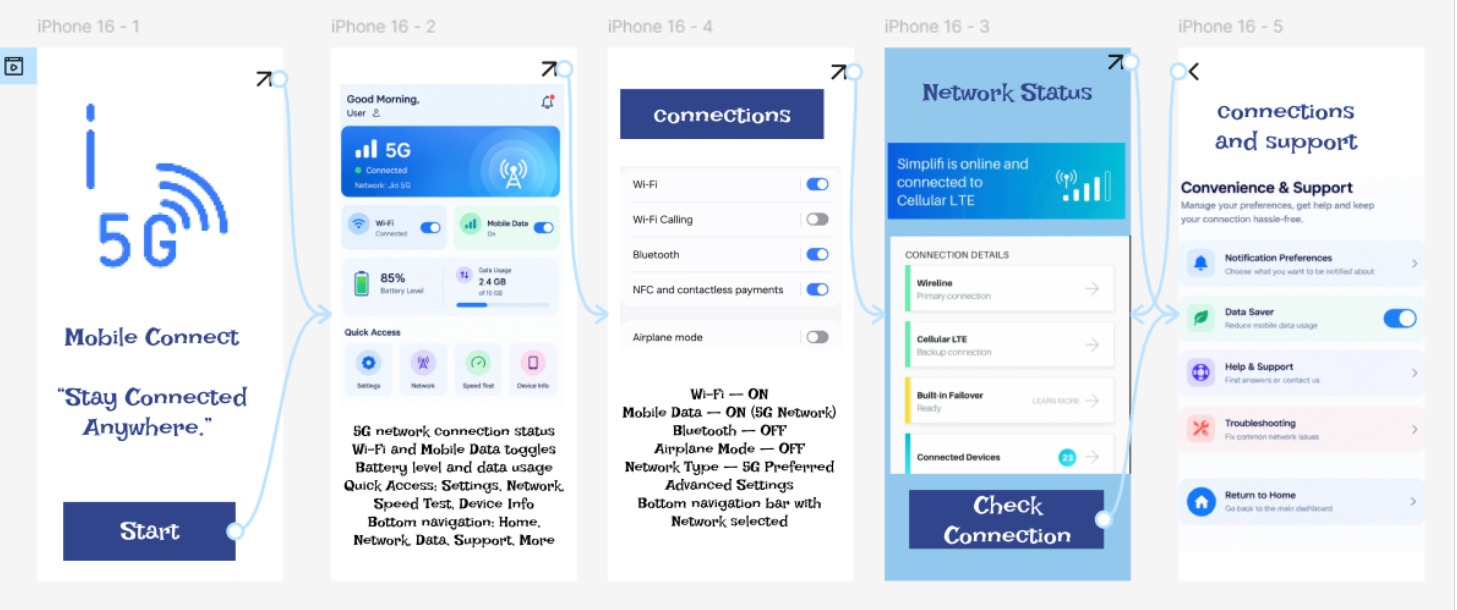 iPhone 16 - 1
i
5G
Mobile Connect
“Stay Connected
Anywhere.”
Start
iPhone 16 - 2
Good Morning,
User
5G
Connected
Network: Jio 5G
Wi-Fi
Connected
Mobile Data
On
85%
Battery Level
Data Usage
2.4 GB
of 10 GB
Quick Access
Settings
Network
Speed Test
Device Info
5G network connection status
Wi-Fi and Mobile Data toggles
Battery level and data usage
Quick Access: Settings, Network,
Speed Test, Device Info
Bottom navigation: Home,
Network, Data, Support, More
iPhone 16 - 4
connections
Wi-Fi
Wi-Fi Calling
Bluetooth
NFC and contactless payments
Airplane mode
Wi-Fi — ON
Mobile Data — ON (5G Network)
Bluetooth — OFF
Airplane Mode — OFF
Network Type — 5G Preferred
Advanced Settings
Bottom navigation bar with
Network selected
iPhone 16 - 3
Network Status
Simplifi is online and
connected to
Cellular LTE
CONNECTION DETAILS
Wireline
Primary connection
Cellular LTE
Backup connection
Built-in Failover
Ready
LEARN MORE
Connected Devices
23
Check
Connection
iPhone 16 - 5
connections
and support
Convenience & Support
Manage your preferences, get help and keep
your connection hassle-free.
Notification Preferences
Choose what you want to be notified about
Data Saver
Reduce mobile data usage
Help & Support
Find answers or contact us
Troubleshooting
Fix common network issues
Return to Home
Go back to the main dashboard